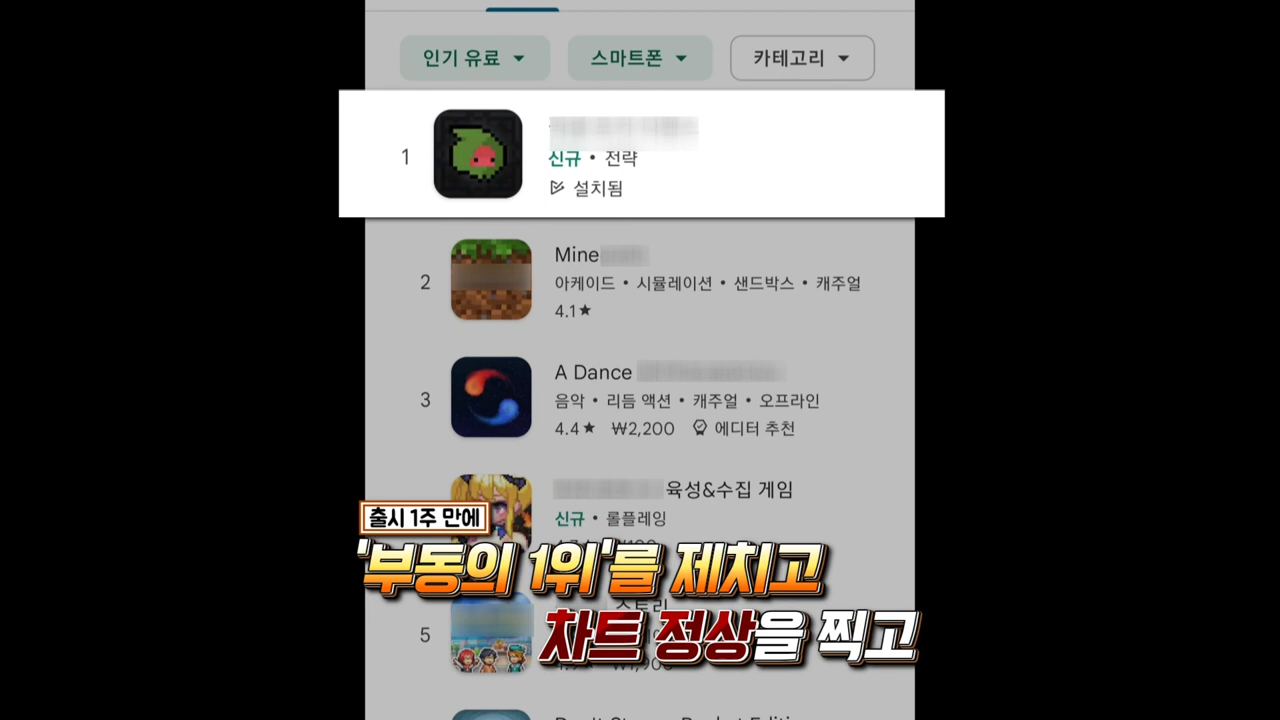 인기 유료
스마트폰
카테고리
1
신규 • 전략
설치됨
2
Mine
아케이드 • 시뮬레이션 • 샌드박스 • 캐주얼
4.1★
3
A Dance
음악 • 리듬 액션 • 캐주얼 • 오프라인
4.4★ ₩2,200 에디터 추천
육성&수집 게임
신규 • 롤플레잉
출시 1주 만에
'부동의 1위'를 제치고
스토리
5
차트 정상을 찍고